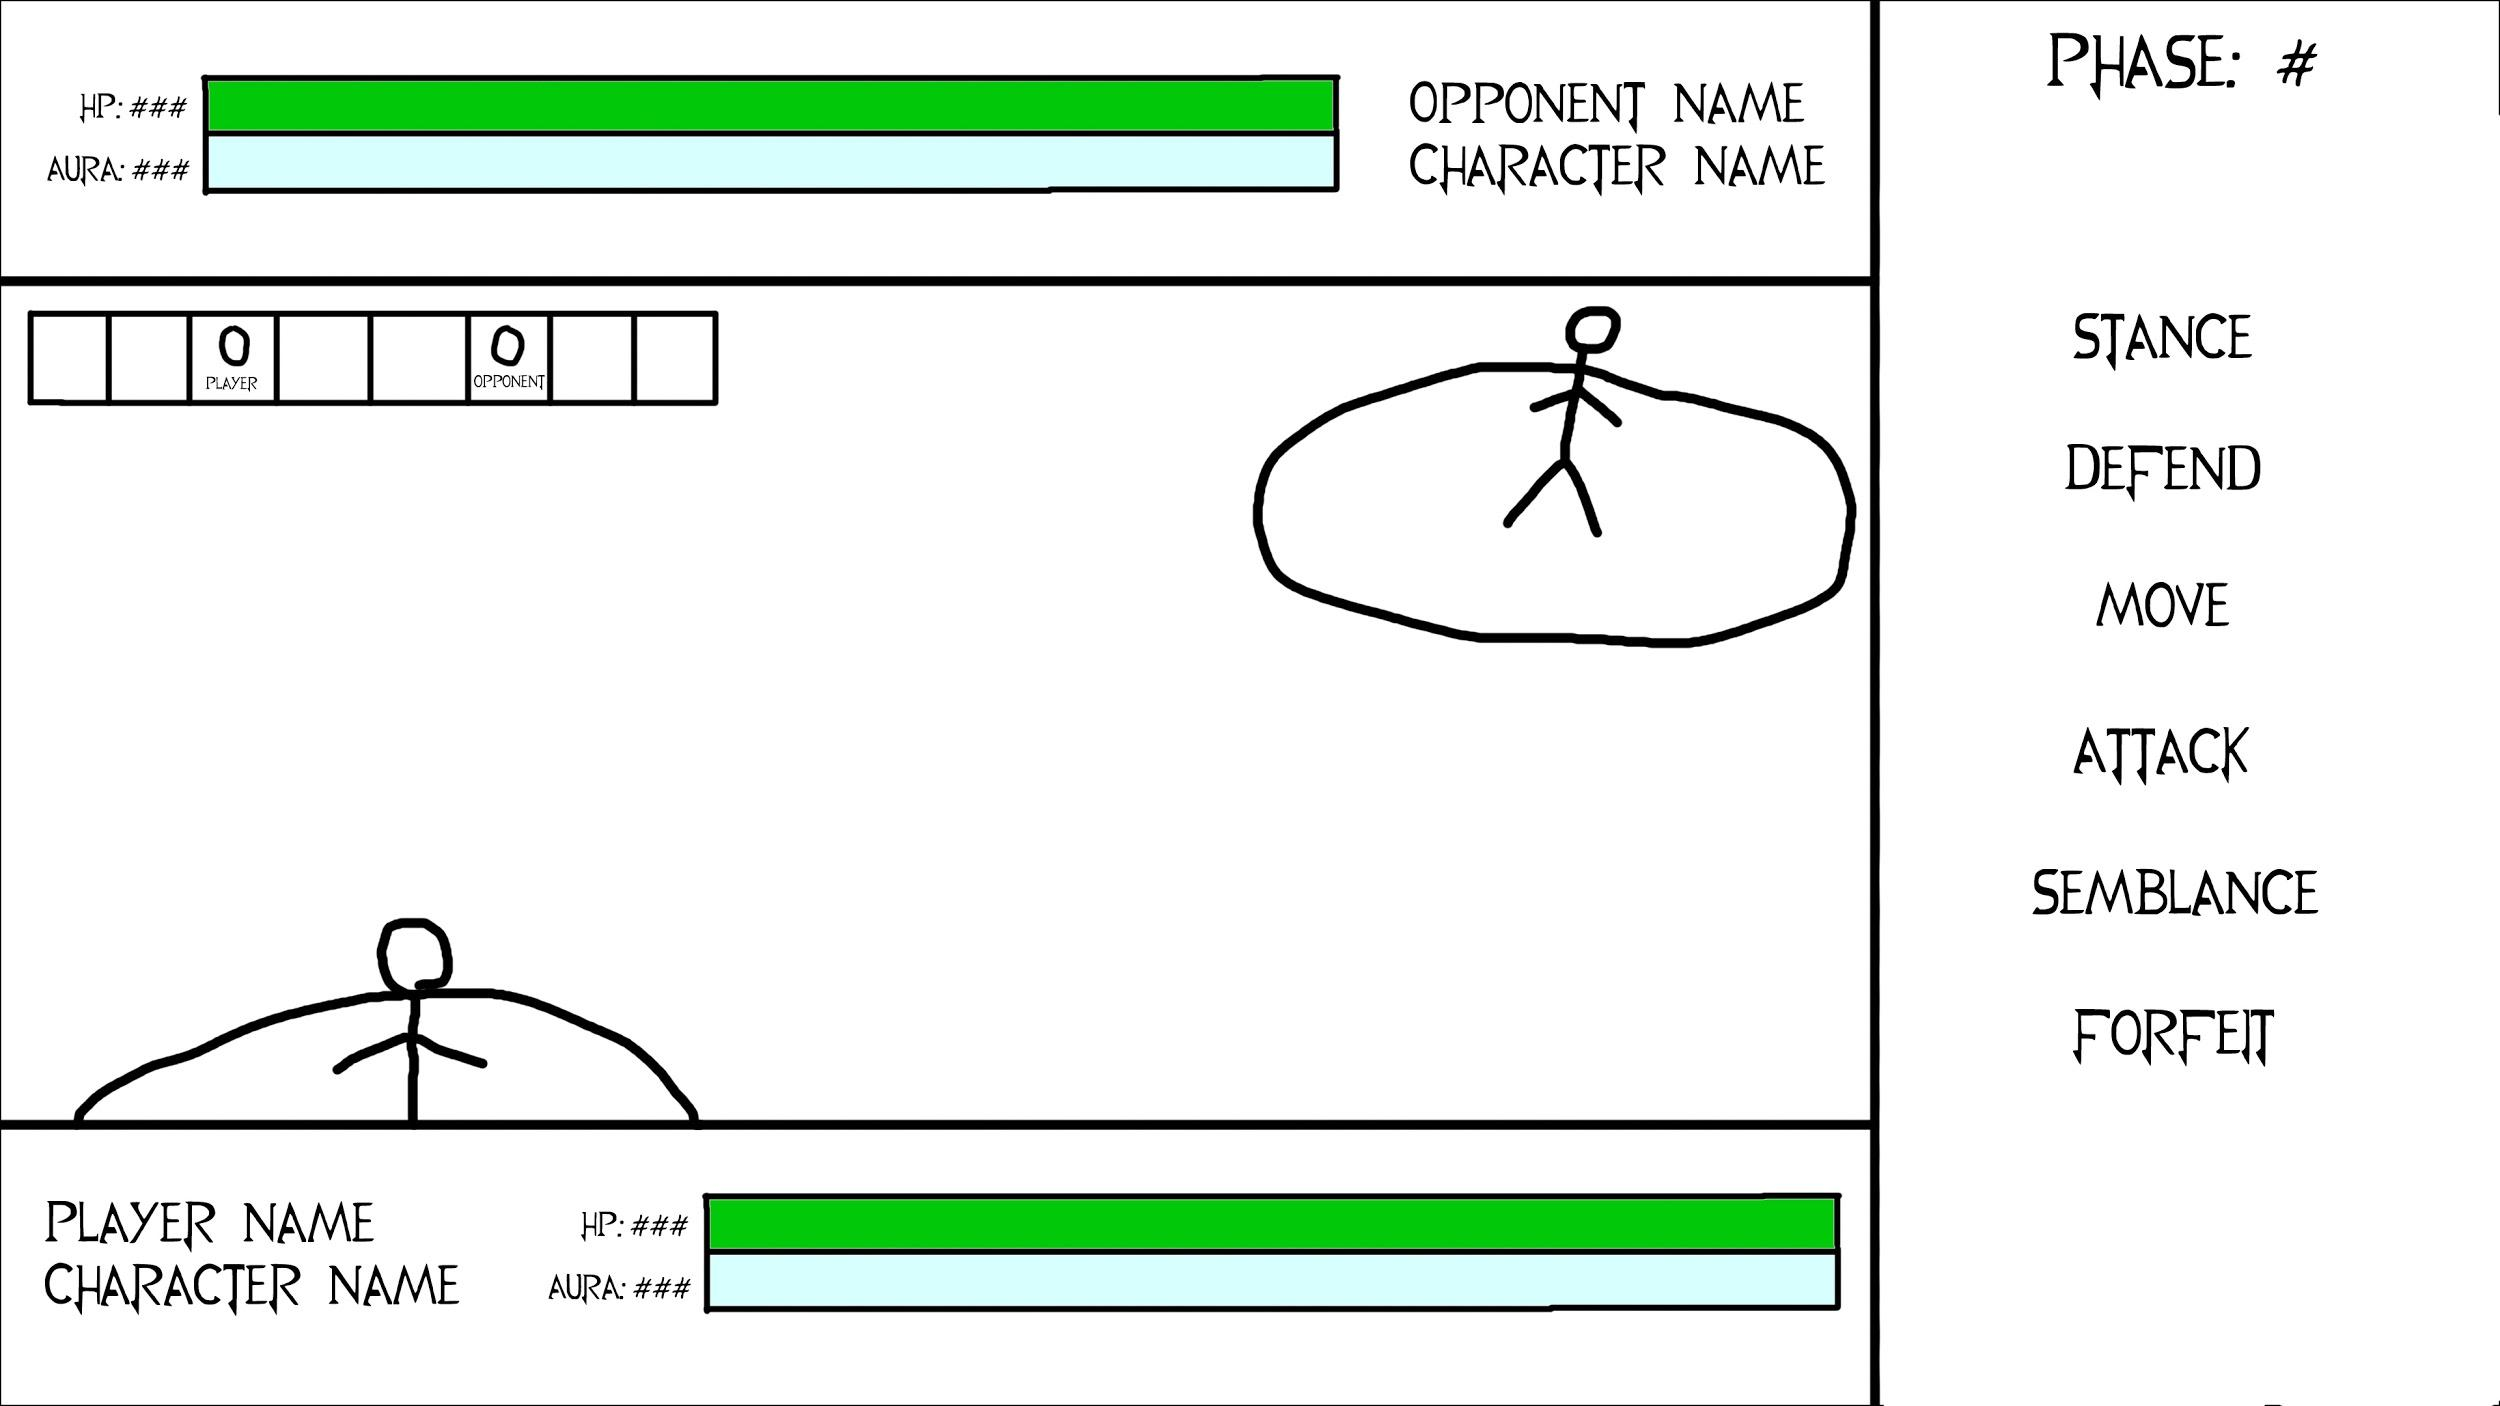 HP: ###
AURA: ###
OPPONENT NAME
CHARACTER NAME
PHASE: #
PLAYER
OPPONENT
STANCE
DEFEND
MOVE
ATTACK
SEMBLANCE
FORFEIT
PLAYER NAME
CHARACTER NAME
HP: ###
AURA: ###